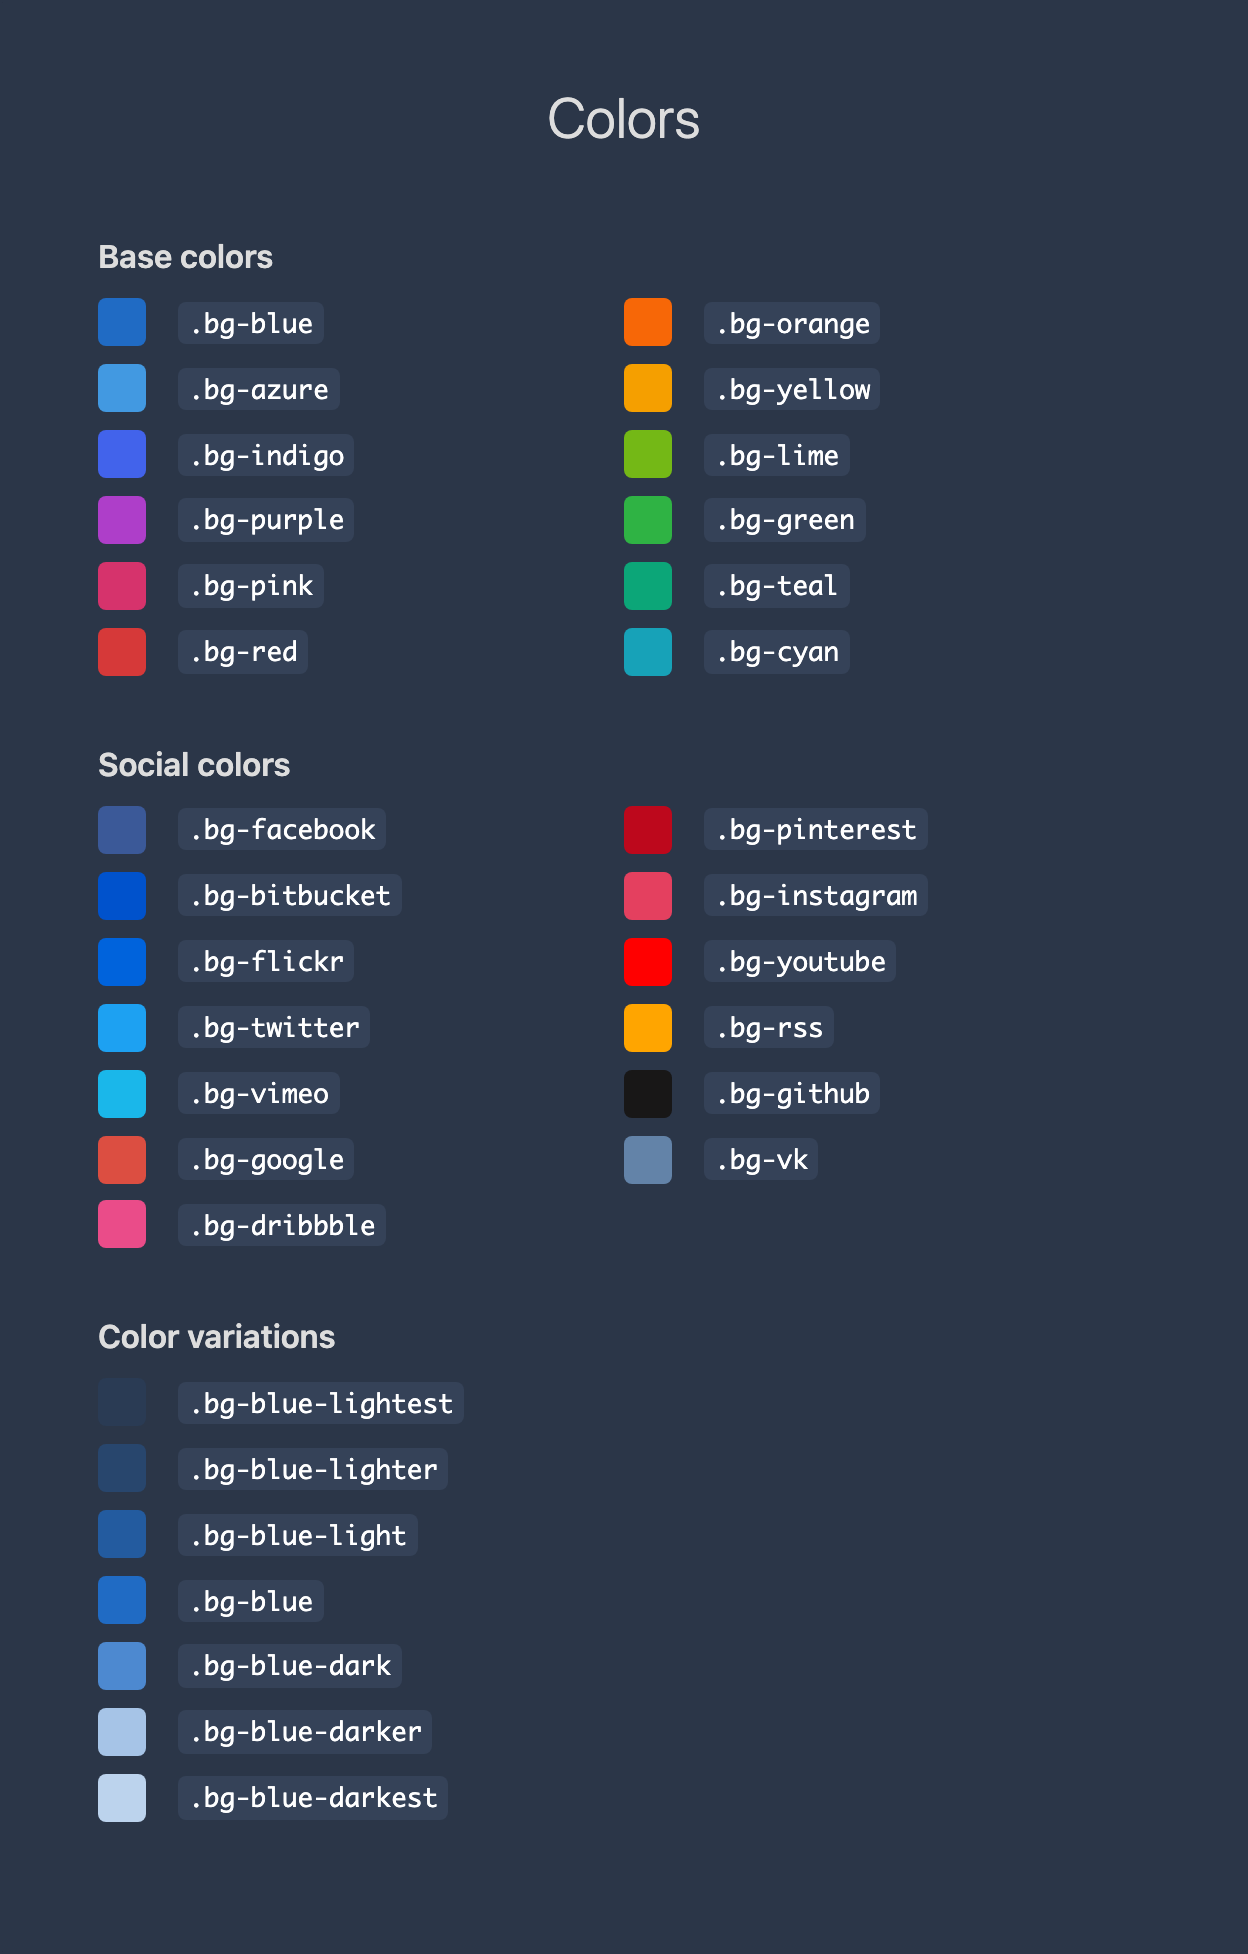 Colors
Base colors
.bg-blue
.bg-azure
.bg-indigo
.bg-purple
.bg-pink
.bg-red
.bg-orange
.bg-yellow
.bg-lime
.bg-green
.bg-teal
.bg-cyan
Social colors
.bg-facebook
.bg-bitbucket
.bg-flickr
.bg-twitter
.bg-vimeo
.bg-google
.bg-dribbble
.bg-pinterest
.bg-instagram
.bg-youtube
.bg-rss
.bg-github
.bg-vk
Color variations
.bg-blue-lightest
.bg-blue-lighter
.bg-blue-light
.bg-blue
.bg-blue-dark
.bg-blue-darker
.bg-blue-darkest